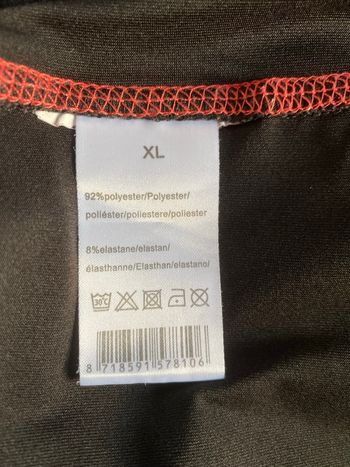 XL
92%polyester/Polyester/
poliéster/poliestere/poliester
8%elastane/elastan/
élasthanne/Elasthan/elastano/
30°C
8 718591 578106